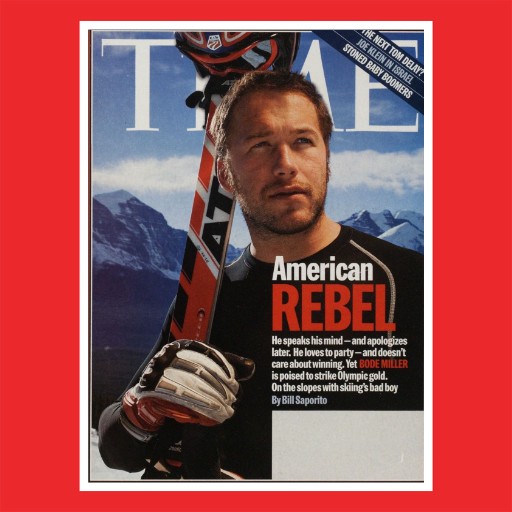 THE NEXT TOM DELAY?
JOE KLEIN IN ISRAEL
STONED BABY BOOMERS
TIME
AT
American
REBEL
He speaks his mind — and apologizes
later. He loves to party — and doesn't
care about winning. Yet BODE MILLER
is poised to strike Olympic gold.
On the slopes with skiing's bad boy
By Bill Saporito